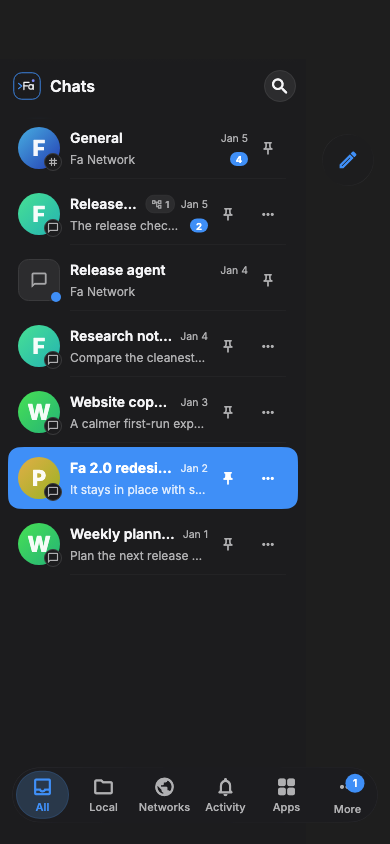 Fa
Chats
F
General
Jan 5
Fa Network
4
F
Release...
1
Jan 5
The release chec...
2
Release agent
Jan 4
Fa Network
F
Research not...
Jan 4
Compare the cleanest...
W
Website cop...
Jan 3
A calmer first-run exp...
P
Fa 2.0 redesi...
Jan 2
It stays in place with s...
W
Weekly plann...
Jan 1
Plan the next release ...
1
All
Local
Networks
Activity
Apps
More